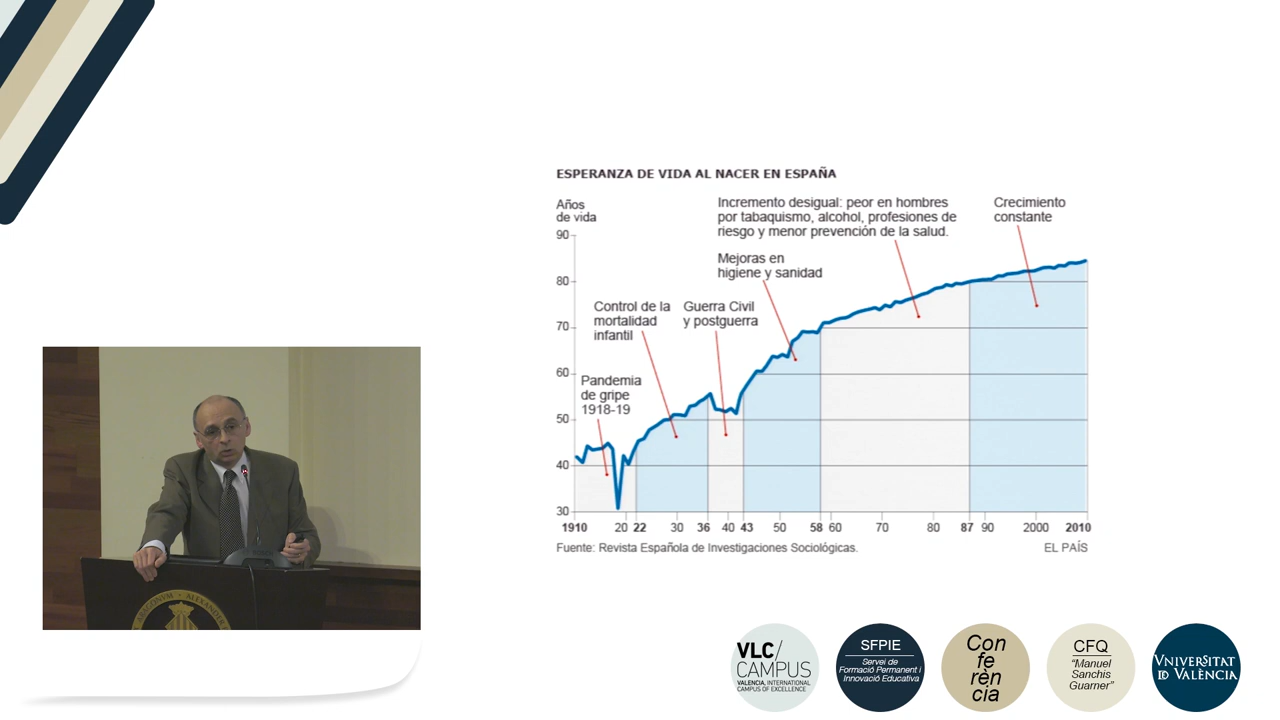 ESPERANZA DE VIDA AL NACER EN ESPAÑA
Años
de vida
Incremento desigual: peor en hombres
por tabaquismo, alcohol, profesiones de
riesgo y menor prevención de la salud.
Crecimiento
constante
Mejoras en
higiene y sanidad
Control de la
mortalidad
infantil
Guerra Civil
y postguerra
Pandemia
de gripe
1918-19
90
80
70
60
50
40
30
1910 20 22 30 36 40 43 50 58 60 70 80 87 90 2000 2010
Fuente: Revista Española de Investigaciones Sociológicas. EL PAÍS
ARAGONVM · ALEXANDER
VLC/
CAMPUS
VALENCIA, INTERNATIONAL
CAMPUS OF EXCELLENCE
SFPIE
Servei de
Formació Permanent i
Innovació Educativa
Con
fe
rèn
cia
CFQ
“Manuel
Sanchis
Guarner”
VNIVERSITAT
ID VALÈNCIA